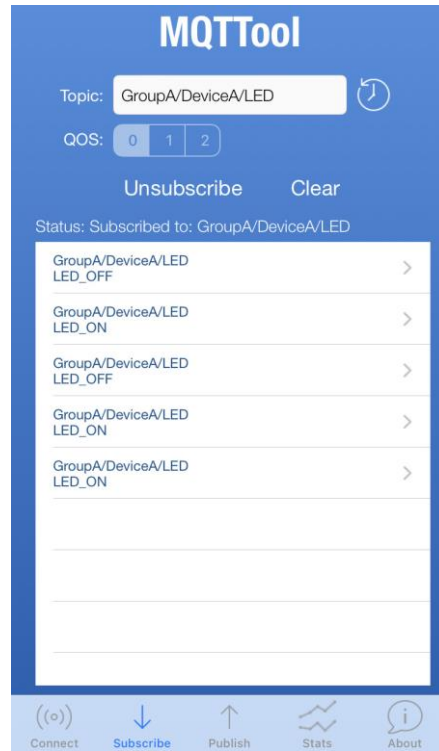 MQTTool
Topic: GroupA/DeviceA/LED
QOS: 0 1 2
Unsubscribe Clear
Status: Subscribed to: GroupA/DeviceA/LED
GroupA/DeviceA/LED
LED_OFF
GroupA/DeviceA/LED
LED_ON
GroupA/DeviceA/LED
LED_OFF
GroupA/DeviceA/LED
LED_ON
GroupA/DeviceA/LED
LED_ON
Connect Subscribe Publish Stats About